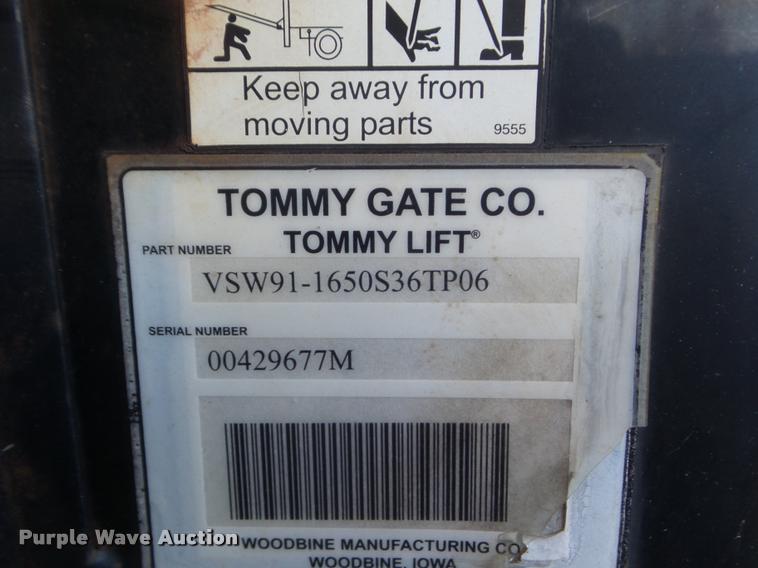 Keep away from
moving parts
9555
TOMMY GATE CO.
TOMMY LIFT®
PART NUMBER
VSW91-1650S36TP06
SERIAL NUMBER
00429677M
WOODBINE MANUFACTURING CO
WOODBINE, IOWA
Purple Wave Auction